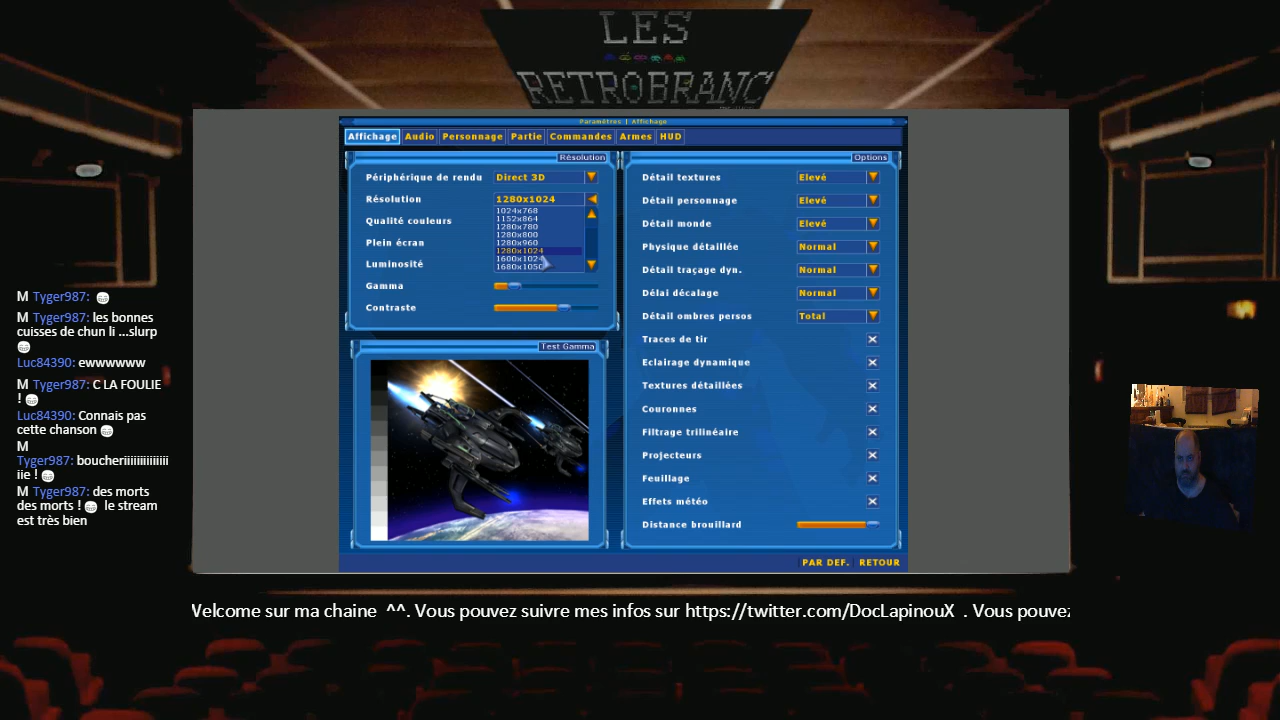 LES
RETROBRANC
Paramètres | Affichage
Affichage Audio Personnage Partie Commandes Armes HUD
Résolution
Périphérique de rendu Direct 3D
Résolution 1280x1024
1024x768
1152x864
1280x780
1280x800
1280x960
1280x1024
1600x1024
1680x1050
Qualité couleurs
Plein écran
Luminosité
Gamma
Contraste
Test Gamma
Options
Détail textures Elevé
Détail personnage Elevé
Détail monde Elevé
Physique détaillée Normal
Détail traçage dyn. Normal
Délai décalage Normal
Détail ombres persos Total
Traces de tir
Eclairage dynamique
Textures détaillées
Couronnes
Filtrage trilinéaire
Projecteurs
Feuillage
Effets météo
Distance brouillard
PAR DEF. RETOUR
M Tyger987: 😁
M Tyger987: les bonnes
cuisses de chun li ...slurp
😁
Luc84390: ewwwwww
M Tyger987: C LA FOULIE
! 😁
Luc84390: Connais pas
cette chanson 😁
M
Tyger987: boucheriiiiiiiiiiiii
iie ! 😁
M Tyger987: des morts
des morts ! 😁 le stream
est très bien
Welcome sur ma chaine ^^. Vous pouvez suivre mes infos sur https://twitter.com/DocLapinouX . Vous pouvez